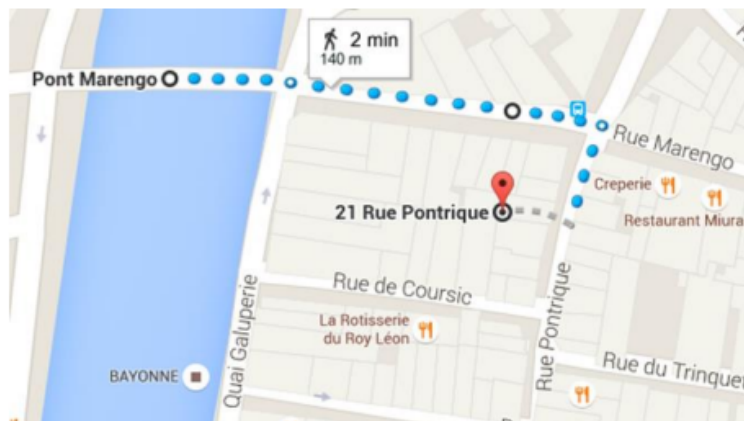 2 min
140 m
Pont Marengo
Rue Marengo
Creperie
21 Rue Pontrique
Restaurant Miura
Rue de Coursic
La Rotisserie
du Roy Léon
Quai Galuperie
Rue Pontrique
Rue du Trinquet
BAYONNE